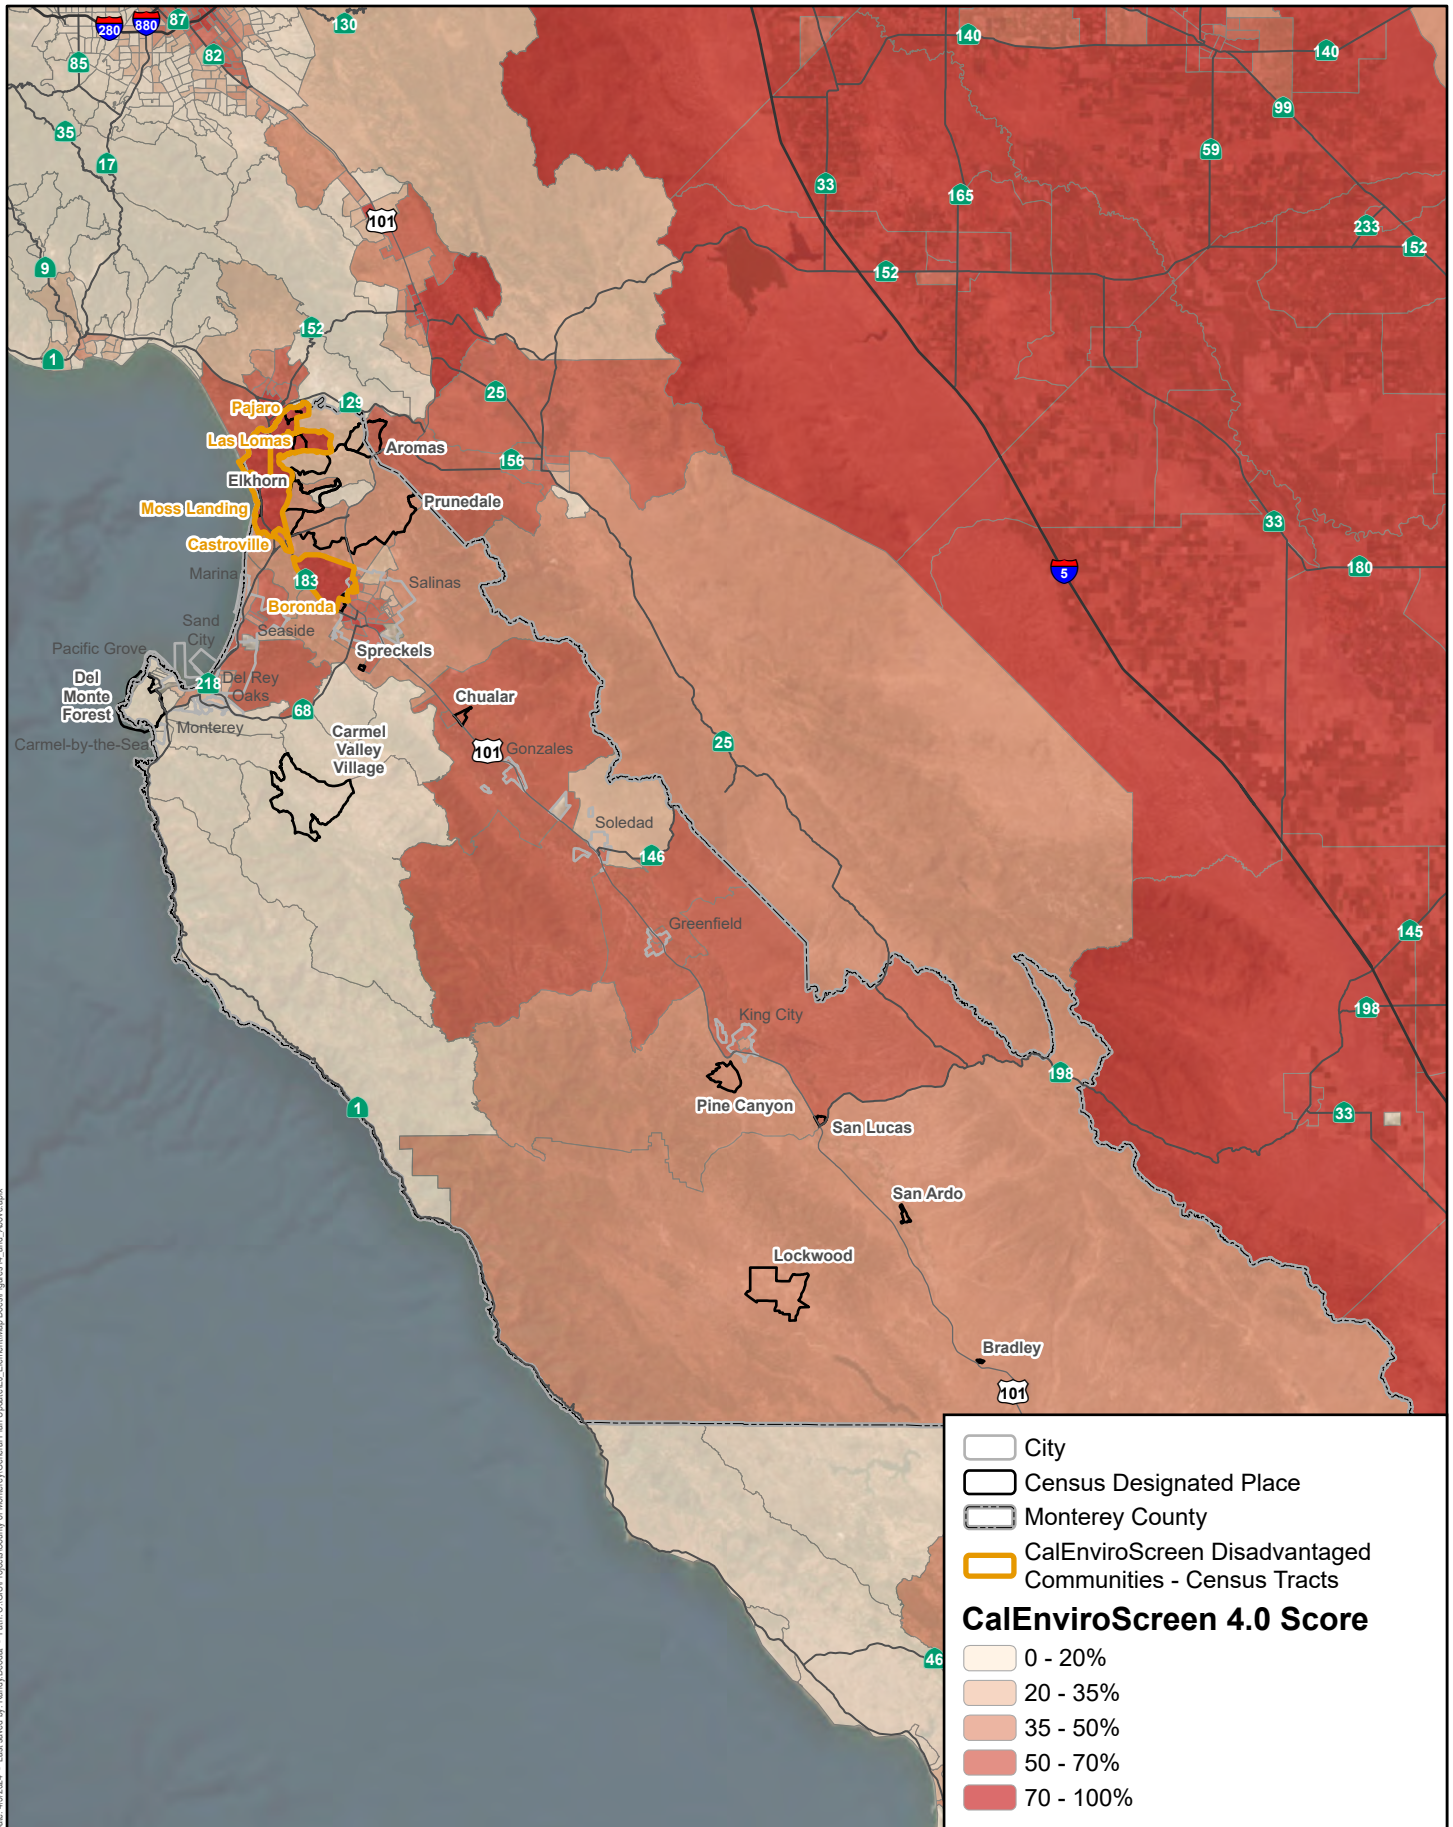 280
880
87
130
82
85
35
17
140
140
99
59
33
165
233
152
101
9
152
152
1
Pajaro
129
25
Las Lomas
Aromas
156
Elkhorn
Prunedale
Moss Landing
Castroville
33
Marina
183
Salinas
5
180
Boronda
Sand
City
Seaside
Pacific Grove
Spreckels
Del
Monte
Forest
218
Del Rey
Oaks
68
Chualar
Monterey
Carmel
Valley
Village
Carmel-by-the-Sea
101
Gonzales
25
Soledad
146
Greenfield
145
198
King City
198
Pine Canyon
1
San Lucas
33
San Ardo
Lockwood
Bradley
101
City
Census Designated Place
Monterey County
CalEnviroScreen Disadvantaged
Communities - Census Tracts
CalEnviroScreen 4.0 Score
0 - 20%
46
20 - 35%
35 - 50%
50 - 70%
70 - 100%